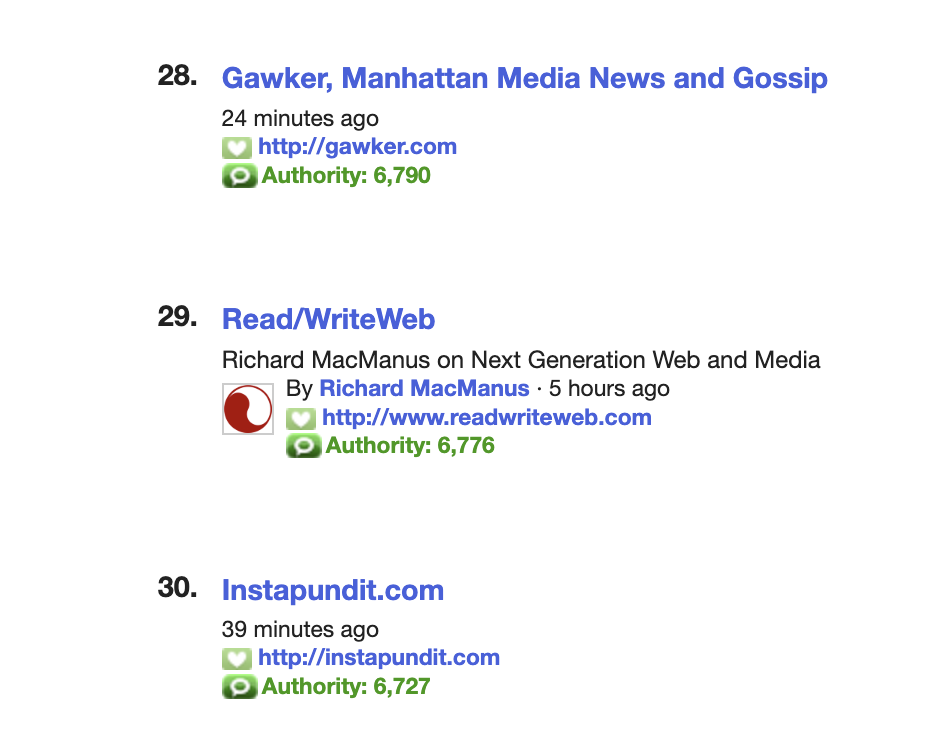 28. Gawker, Manhattan Media News and Gossip
24 minutes ago
http://gawker.com
Authority: 6,790
29. Read/WriteWeb
Richard MacManus on Next Generation Web and Media
By Richard MacManus · 5 hours ago
http://www.readwriteweb.com
Authority: 6,776
30. Instapundit.com
39 minutes ago
http://instapundit.com
Authority: 6,727